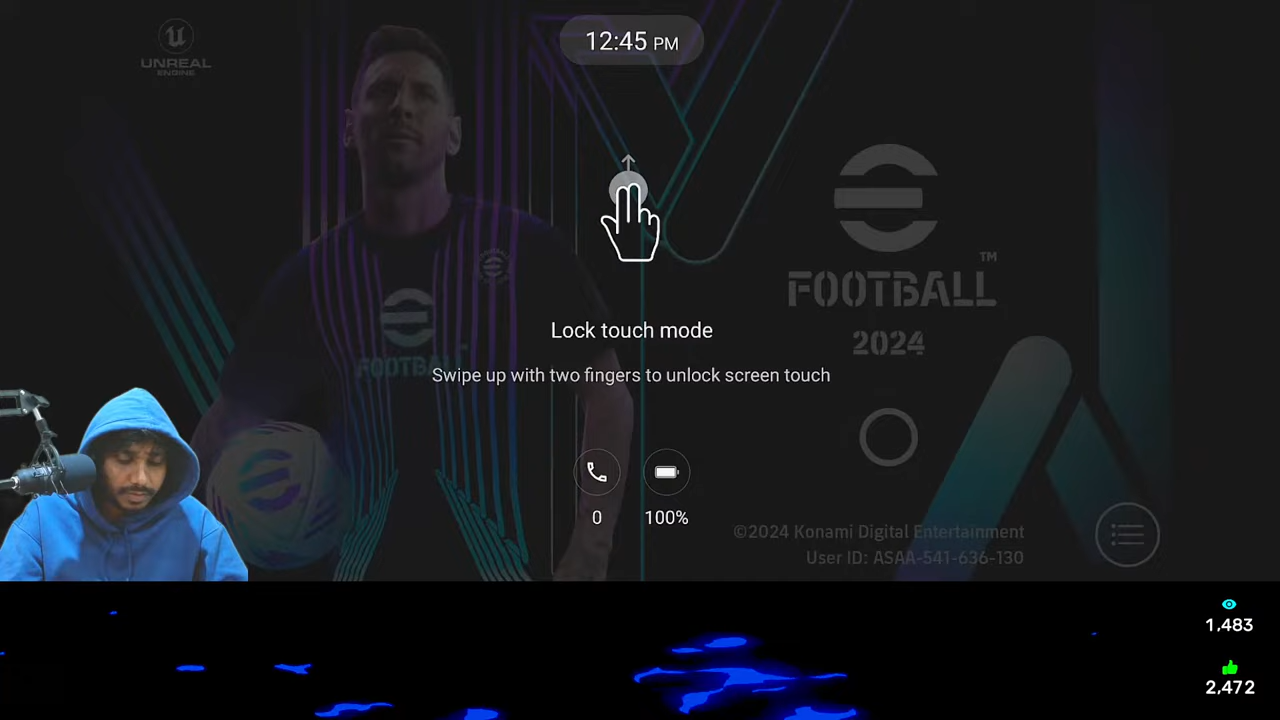 UNREAL
ENGINE
12:45 PM
FOOTBALL
TM
FOOTBALL
2024
Lock touch mode
Swipe up with two fingers to unlock screen touch
0
100%
©2024 Konami Digital Entertainment
User ID: ASAA-541-636-130
1,483
2,472